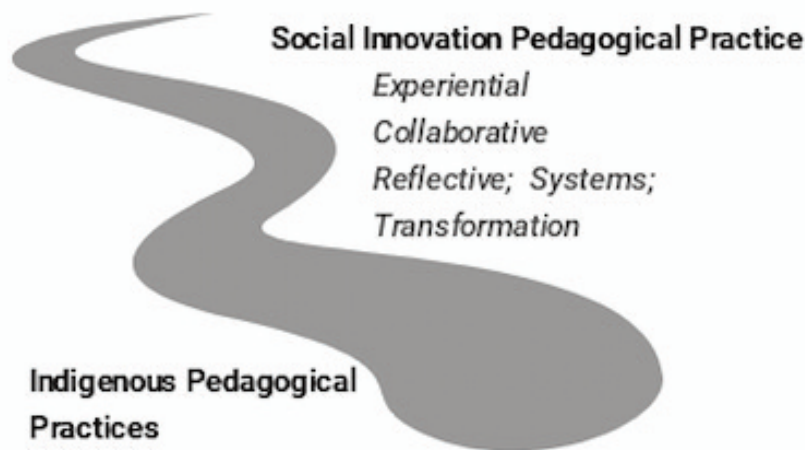 Social Innovation Pedagogical Practice
Experiential
Collaborative
Reflective; Systems;
Transformation
Indigenous Pedagogical
Practices